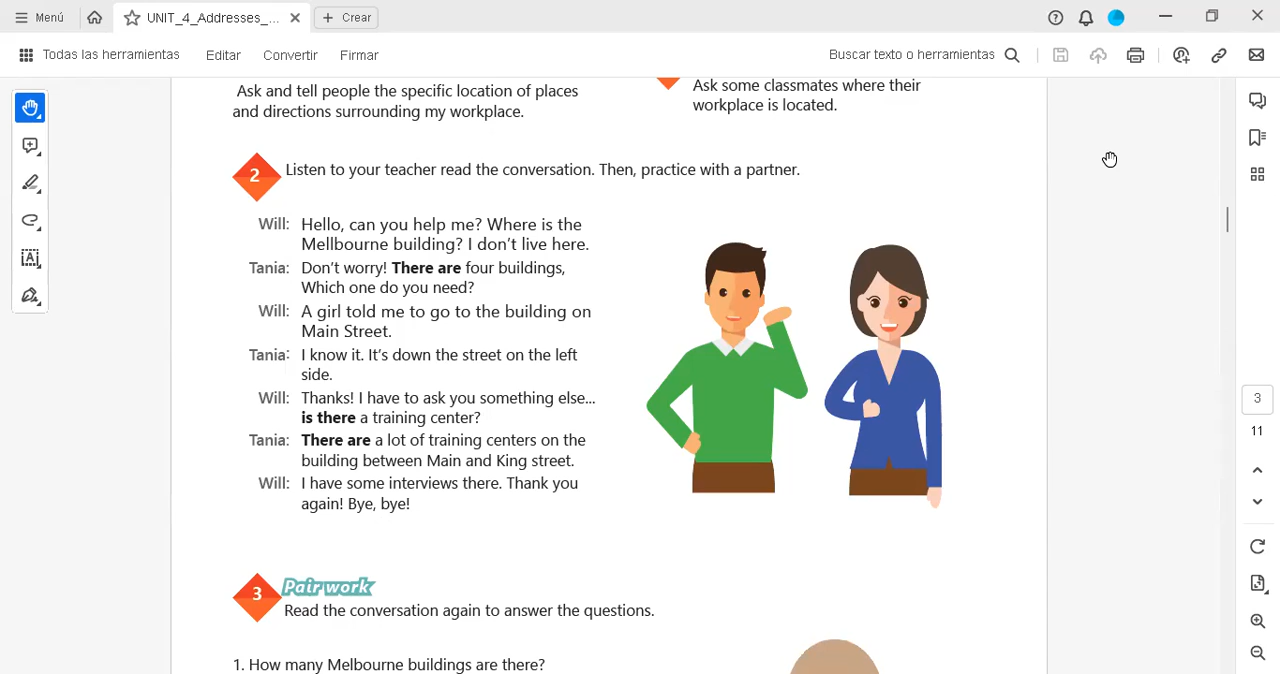 Menú
UNIT_4_Addresses_...
Crear
Todas las herramientas
Editar
Convertir
Firmar
Buscar texto o herramientas
Ask and tell people the specific location of places
and directions surrounding my workplace.
Ask some classmates where their
workplace is located.
2
Listen to your teacher read the conversation. Then, practice with a partner.
Will: Hello, can you help me? Where is the
Mellbourne building? I don't live here.
Tania: Don't worry! There are four buildings,
Which one do you need?
Will: A girl told me to go to the building on
Main Street.
Tania: I know it. It's down the street on the left
side.
Will: Thanks! I have to ask you something else...
is there a training center?
Tania: There are a lot of training centers on the
building between Main and King street.
Will: I have some interviews there. Thank you
again! Bye, bye!
3
Pair work
Read the conversation again to answer the questions.
1. How many Melbourne buildings are there?
3
11